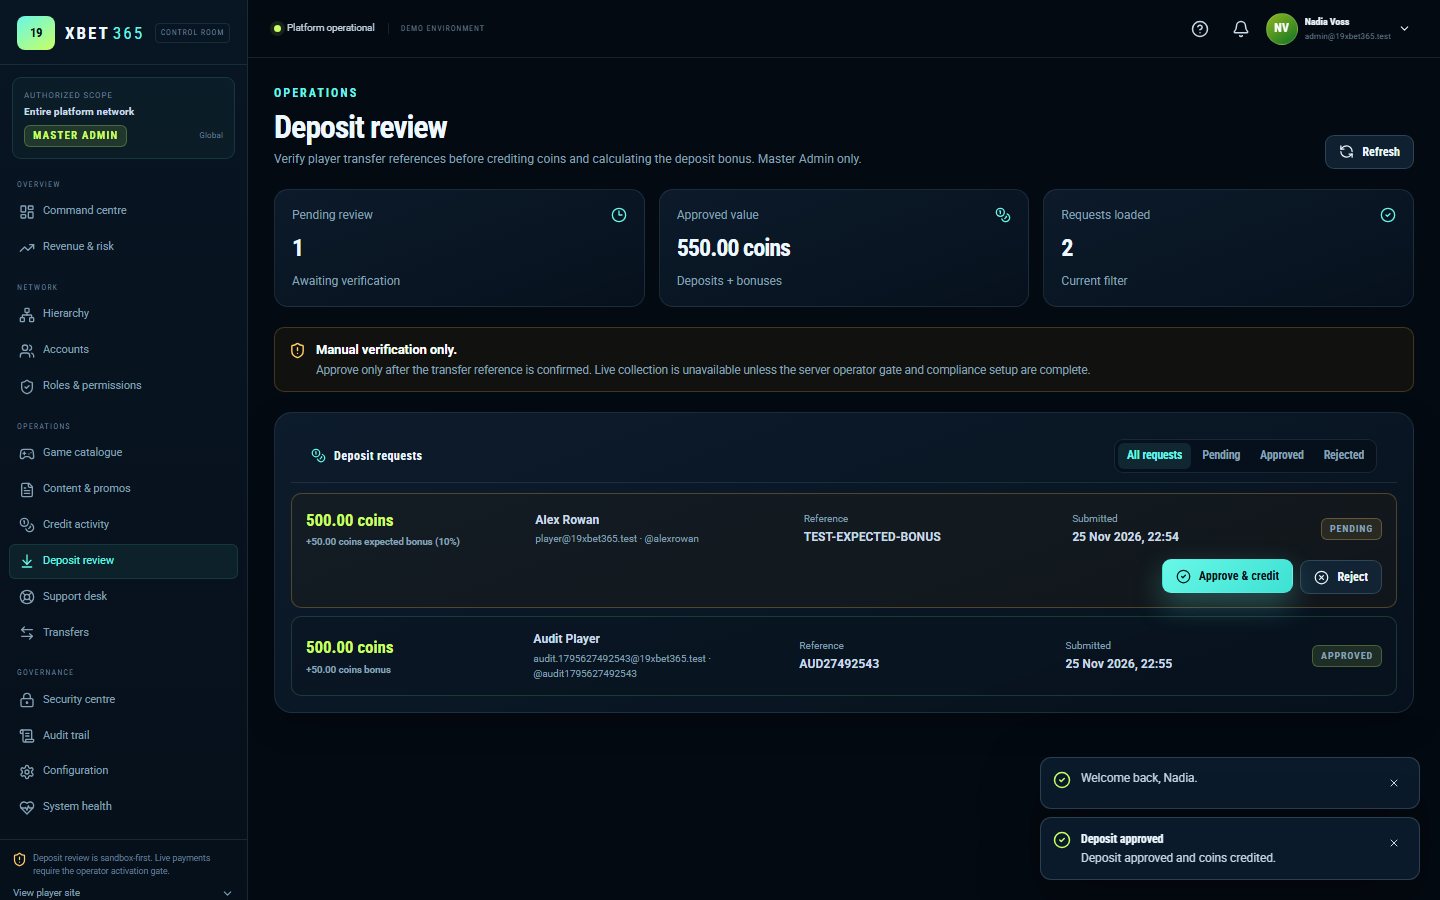 19 XBET 365 CONTROL ROOM
Platform operational DEMO ENVIRONMENT
NV Nadia Voss
admin@19xbet365.test
AUTHORIZED SCOPE
Entire platform network
MASTER ADMIN Global
OVERVIEW
Command centre
Revenue & risk
NETWORK
Hierarchy
Accounts
Roles & permissions
OPERATIONS
Game catalogue
Content & promos
Credit activity
Deposit review
Support desk
Transfers
GOVERNANCE
Security centre
Audit trail
Configuration
System health
Deposit review is sandbox-first. Live payments
require the operator activation gate.
View player site
OPERATIONS
Deposit review
Verify player transfer references before crediting coins and calculating the deposit bonus. Master Admin only.
Refresh
Pending review
1
Awaiting verification
Approved value
550.00 coins
Deposits + bonuses
Requests loaded
2
Current filter
Manual verification only.
Approve only after the transfer reference is confirmed. Live collection is unavailable unless the server operator gate and compliance setup are complete.
Deposit requests
All requests Pending Approved Rejected
500.00 coins
+50.00 coins expected bonus (10%)
Alex Rowan
player@19xbet365.test · @alexrowan
Reference
TEST-EXPECTED-BONUS
Submitted
25 Nov 2026, 22:54
PENDING
Approve & credit
Reject
500.00 coins
+50.00 coins bonus
Audit Player
audit.1795627492543@19xbet365.test ·
@audit1795627492543
Reference
AUD27492543
Submitted
25 Nov 2026, 22:55
APPROVED
Welcome back, Nadia.
Deposit approved
Deposit approved and coins credited.